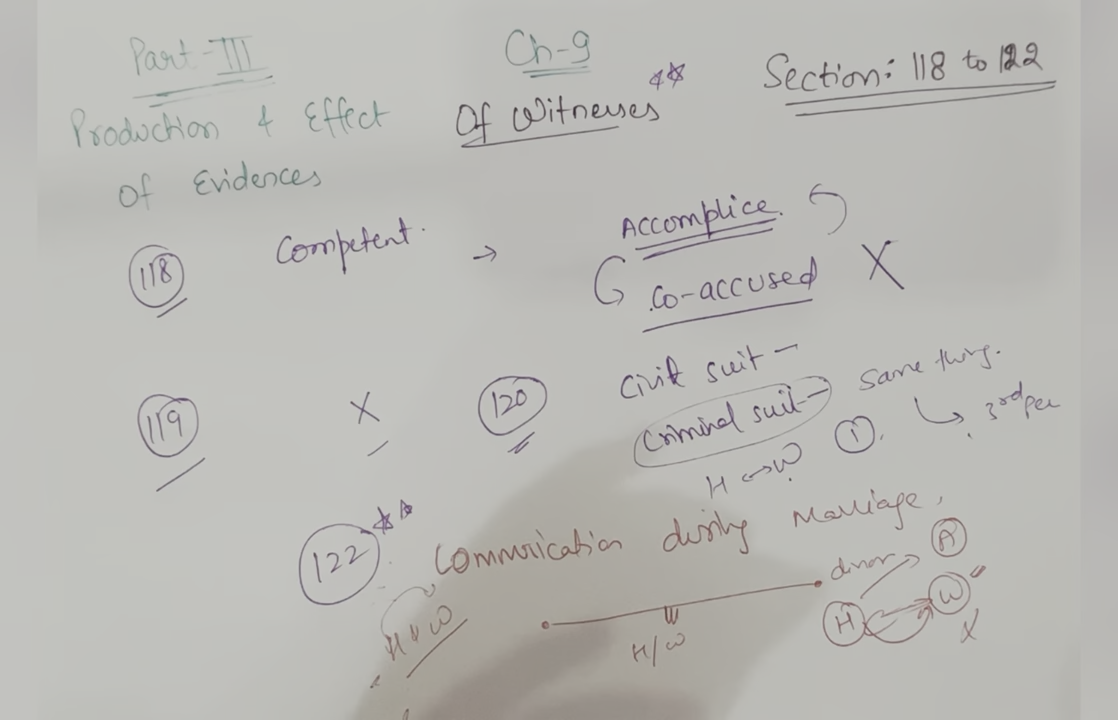 Part-III
Ch-9
Section: 118 to 122
Production & Effect
Of Witnesses
Of Evidences
118 Competent. → Accomplice.
Co-accused X
119 X
120 Civil suit -
Criminal suit - same thing.
H ↔ W 1. 3rd per
122 Communication during Marriage,
H & W
H/W
A
H W X